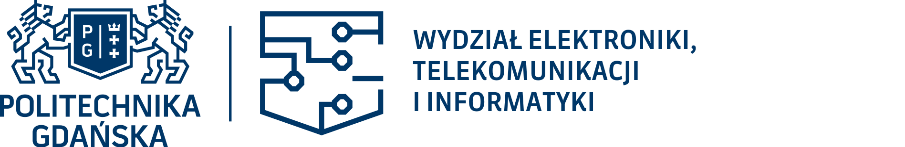 PG
POLITECHNIKA
GDAŃSKA
WYDZIAŁ ELEKTRONIKI,
TELEKOMUNIKACJI
I INFORMATYKI